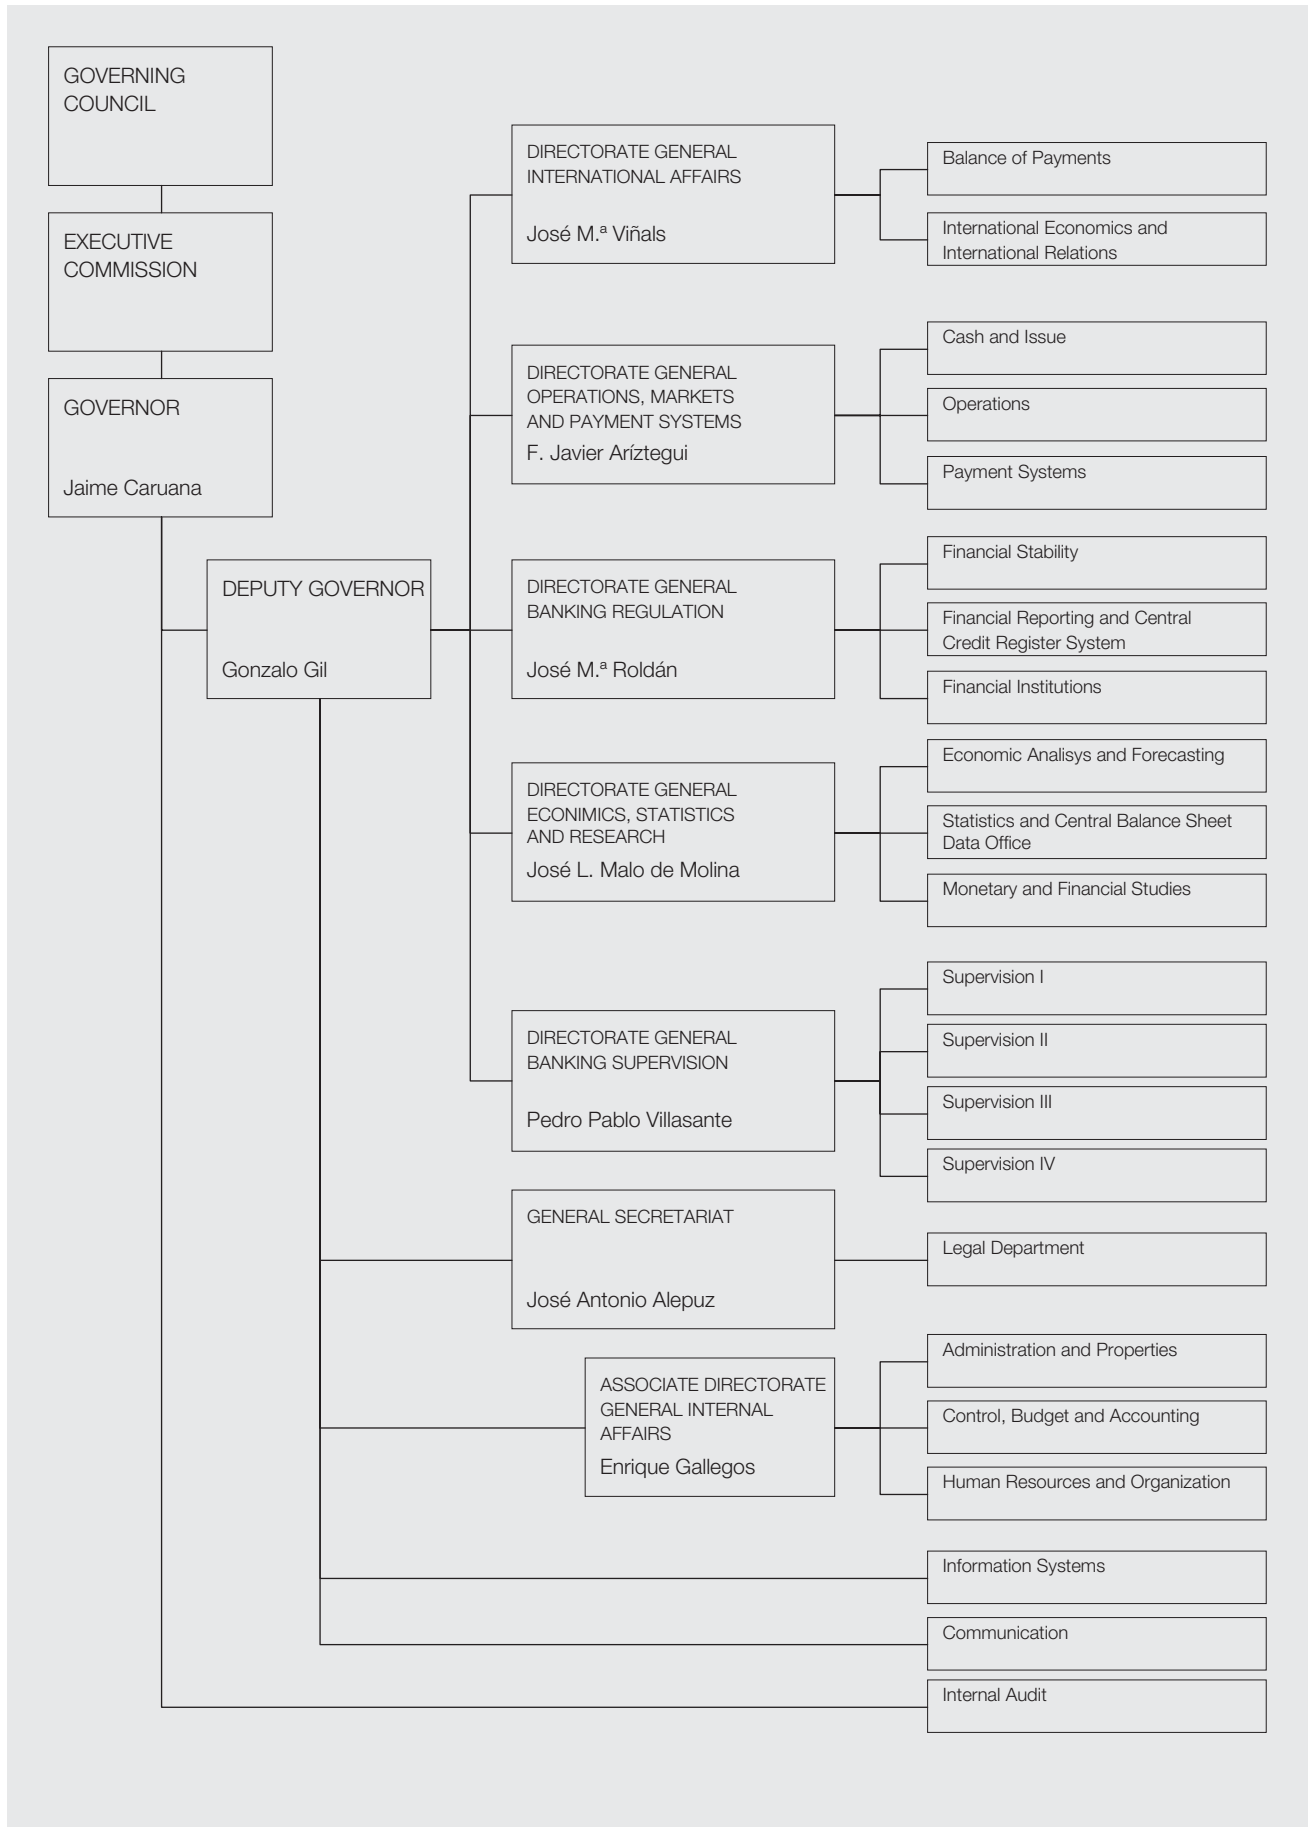 GOVERNING
COUNCIL
EXECUTIVE
COMMISSION
GOVERNOR
Jaime Caruana
DEPUTY GOVERNOR
Gonzalo Gil
DIRECTORATE GENERAL
INTERNATIONAL AFFAIRS
José M.ª Viñals
Balance of Payments
International Economics and
International Relations
DIRECTORATE GENERAL
OPERATIONS, MARKETS
AND PAYMENT SYSTEMS
F. Javier Aríztegui
Cash and Issue
Operations
Payment Systems
DIRECTORATE GENERAL
BANKING REGULATION
José M.ª Roldán
Financial Stability
Financial Reporting and Central
Credit Register System
Financial Institutions
DIRECTORATE GENERAL
ECONIMICS, STATISTICS
AND RESEARCH
José L. Malo de Molina
Economic Analisys and Forecasting
Statistics and Central Balance Sheet
Data Office
Monetary and Financial Studies
DIRECTORATE GENERAL
BANKING SUPERVISION
Pedro Pablo Villasante
Supervision I
Supervision II
Supervision III
Supervision IV
GENERAL SECRETARIAT
José Antonio Alepuz
Legal Department
ASSOCIATE DIRECTORATE
GENERAL INTERNAL
AFFAIRS
Enrique Gallegos
Administration and Properties
Control, Budget and Accounting
Human Resources and Organization
Information Systems
Communication
Internal Audit